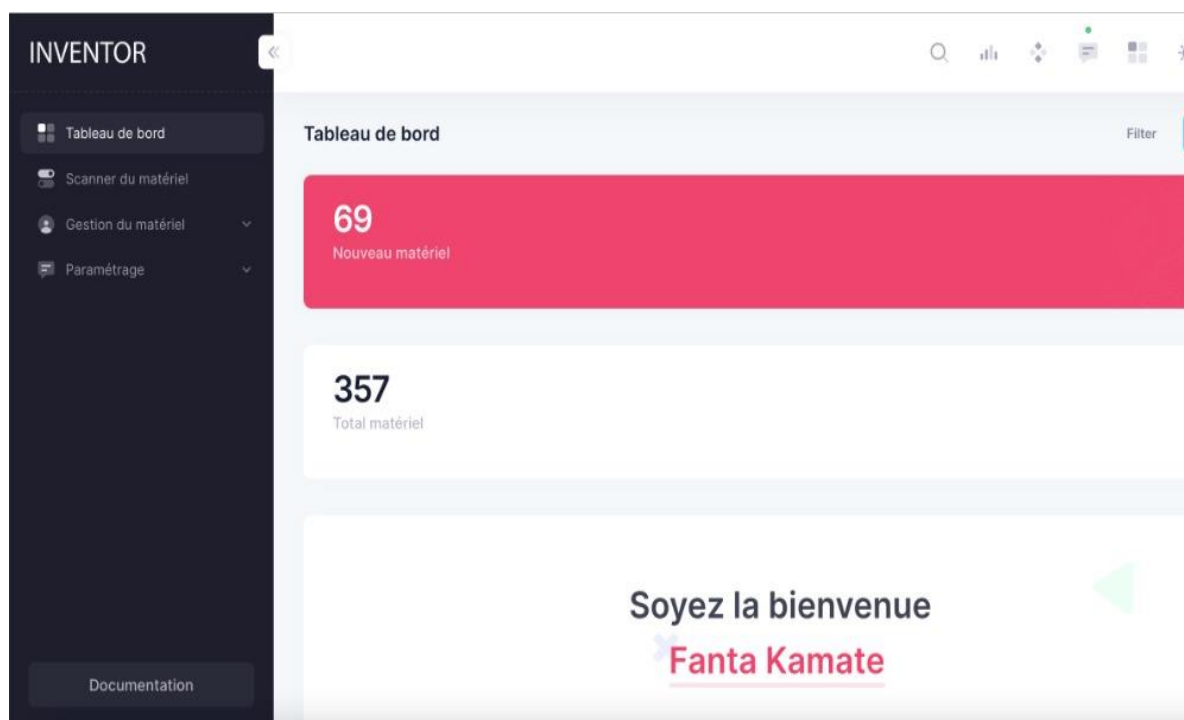 INVENTOR
Tableau de bord
Scanner du matériel
Gestion du matériel
Paramétrage
Documentation
Tableau de bord
Filter
69
Nouveau matériel
357
Total matériel
Soyez la bienvenue
Fanta Kamate